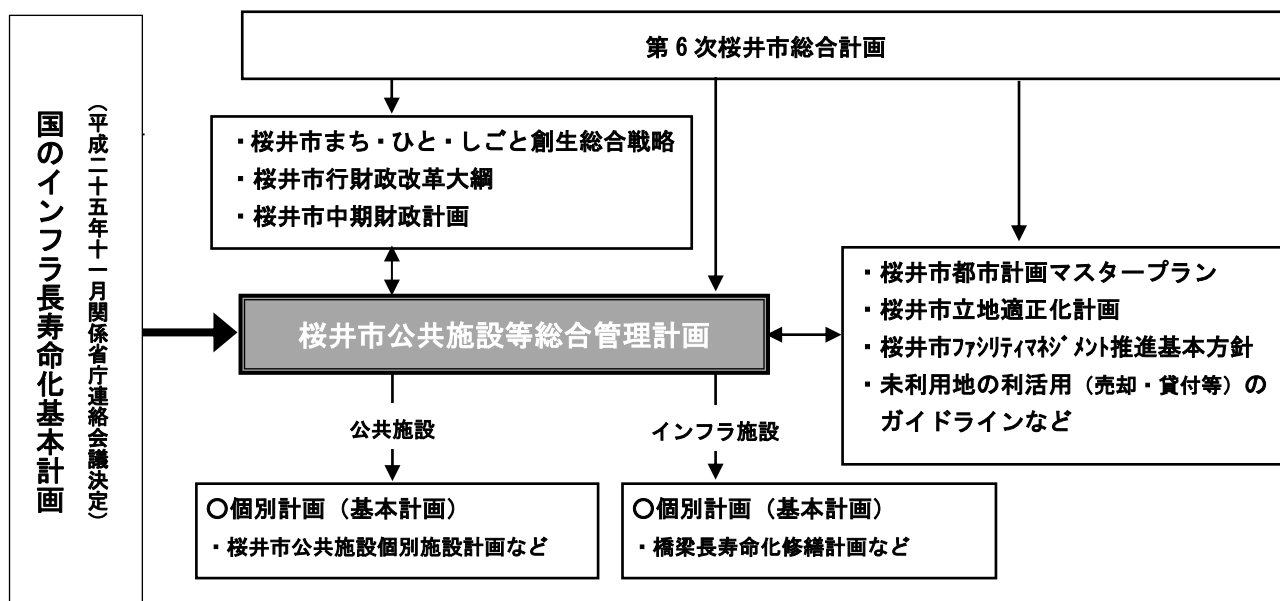 国のインフラ長寿命化基本計画
(平成二十五年十一月関係省庁連絡会議決定)
第6次桜井市総合計画
・桜井市まち・ひと・しごと創生総合戦略
・桜井市行財政改革大綱
・桜井市中期財政計画
桜井市公共施設等総合管理計画
・桜井市都市計画マスタープラン
・桜井市立地適正化計画
・桜井市ファシリティマネジメント推進基本方針
・未利用地の利活用(売却・貸付等)の
ガイドラインなど
公共施設
インフラ施設
〇個別計画(基本計画)
・桜井市公共施設個別施設計画など
〇個別計画(基本計画)
・橋梁長寿命化修繕計画など